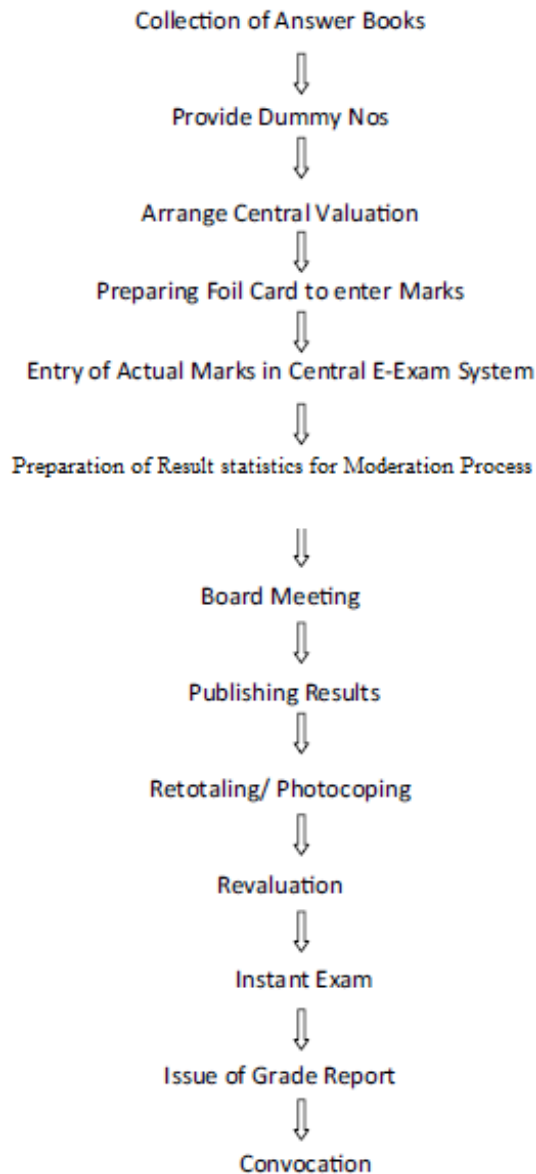 Collection of Answer Books
Provide Dummy Nos
Arrange Central Valuation
Preparing Foil Card to enter Marks
Entry of Actual Marks in Central E-Exam System
Preparation of Result statistics for Moderation Process
Board Meeting
Publishing Results
Retotaling/ Photocoping
Revaluation
Instant Exam
Issue of Grade Report
Convocation